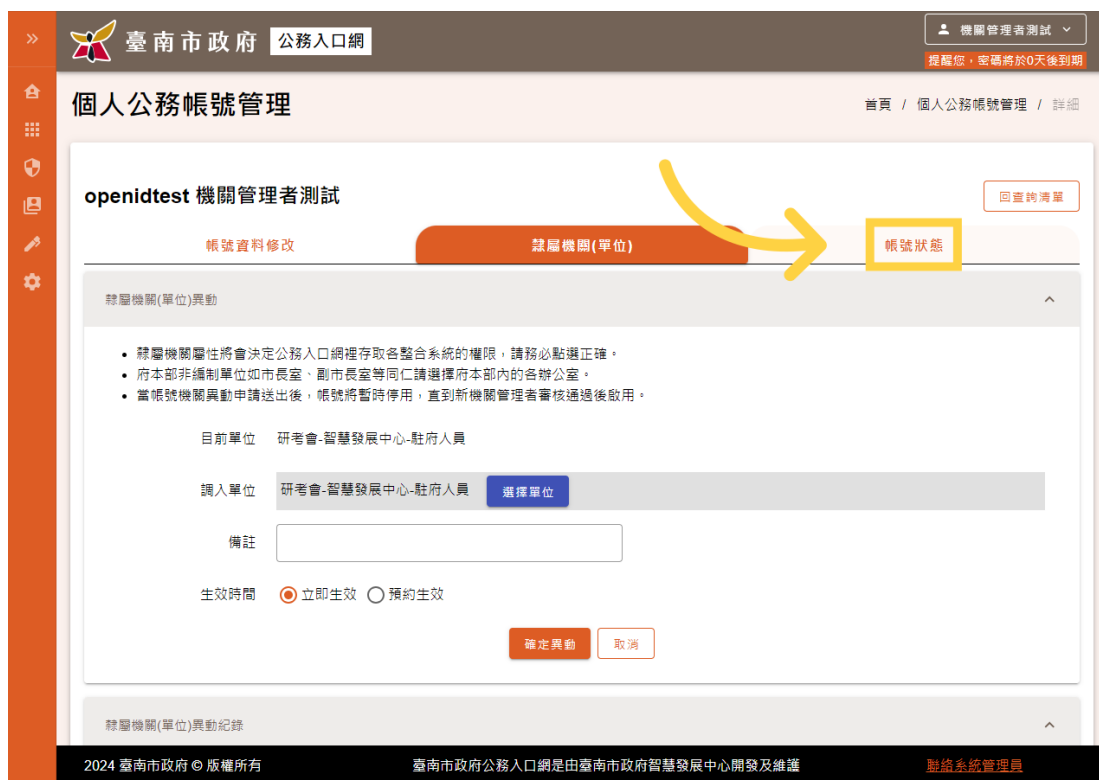 臺南市政府 公務入口網
機關管理者測試
提醒您，密碼將於0天後到期
個人公務帳號管理
首頁 / 個人公務帳號管理 / 詳細
openidtest 機關管理者測試
回查詢清單
帳號資料修改
隸屬機關(單位)
帳號狀態
隸屬機關(單位)異動
• 隸屬機關屬性將會決定公務入口網裡存取各整合系統的權限，請務必點選正確。
• 府本部非編制單位如市長室、副市長室等同仁請選擇府本部內的各辦公室。
• 當帳號機關異動申請送出後，帳號將暫時停用，直到新機關管理者審核通過後啟用。
目前單位 研考會-智慧發展中心-駐府人員
調入單位 研考會-智慧發展中心-駐府人員 選擇單位
備註
生效時間 立即生效 預約生效
確定異動 取消
隸屬機關(單位)異動紀錄
2024 臺南市政府 © 版權所有 臺南市政府公務入口網是由臺南市政府智慧發展中心開發及維護 聯絡系統管理員